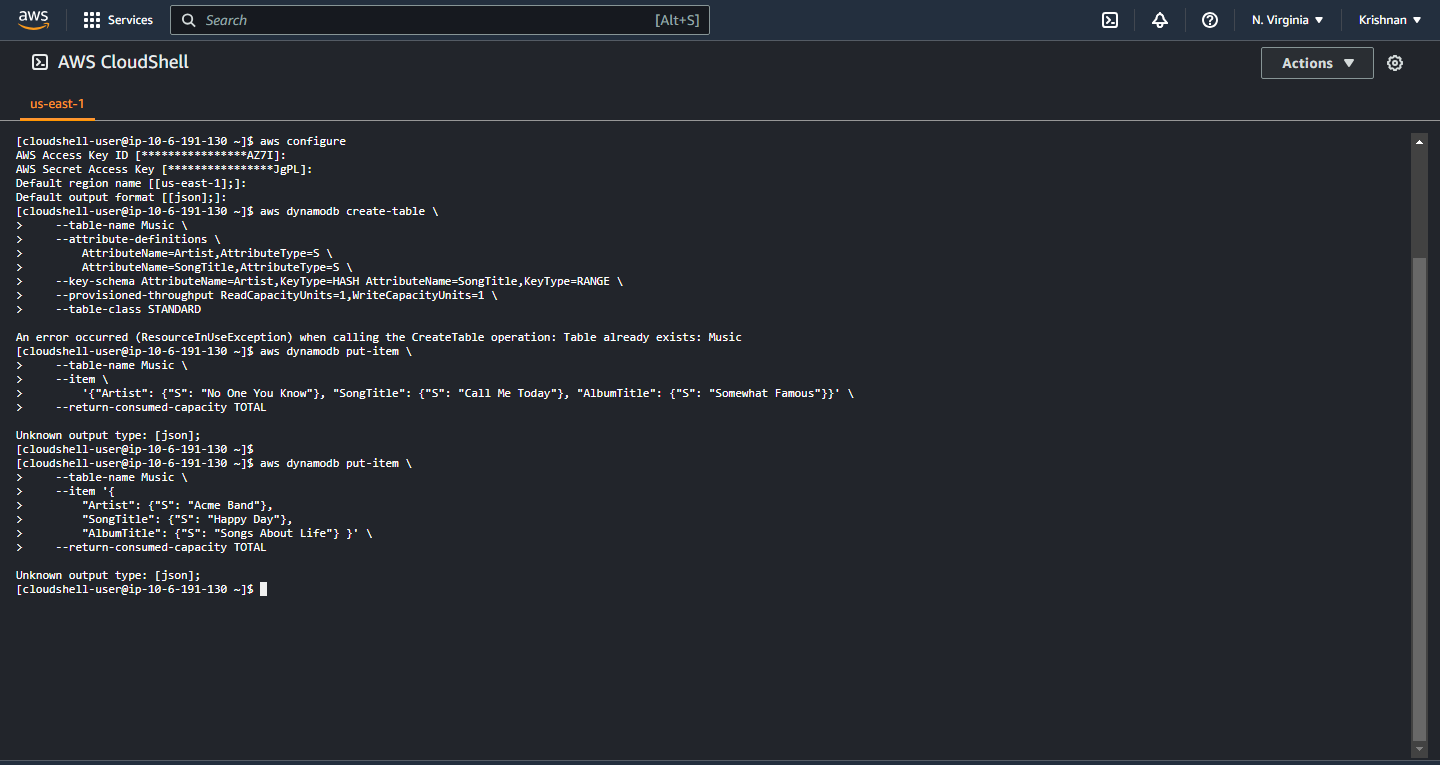 aws
Services
Search
[Alt+S]
N. Virginia
Krishnan
AWS CloudShell
Actions
us-east-1
[cloudshell-user@ip-10-6-191-130 ~]$ aws configure
AWS Access Key ID [****************AZ7I]:
AWS Secret Access Key [****************JgPL]:
Default region name [[us-east-1];]:
Default output format [[json];]:
[cloudshell-user@ip-10-6-191-130 ~]$ aws dynamodb create-table \
>     --table-name Music \
>     --attribute-definitions \
>         AttributeName=Artist,AttributeType=S \
>         AttributeName=SongTitle,AttributeType=S \
>     --key-schema AttributeName=Artist,KeyType=HASH AttributeName=SongTitle,KeyType=RANGE \
>     --provisioned-throughput ReadCapacityUnits=1,WriteCapacityUnits=1 \
>     --table-class STANDARD
An error occurred (ResourceInUseException) when calling the CreateTable operation: Table already exists: Music
[cloudshell-user@ip-10-6-191-130 ~]$ aws dynamodb put-item \
>     --table-name Music \
>     --item \
>         '{"Artist": {"S": "No One You Know"}, "SongTitle": {"S": "Call Me Today"}, "AlbumTitle": {"S": "Somewhat Famous"}}' \
>     --return-consumed-capacity TOTAL
Unknown output type: [json];
[cloudshell-user@ip-10-6-191-130 ~]$
[cloudshell-user@ip-10-6-191-130 ~]$ aws dynamodb put-item \
>     --table-name Music \
>     --item '{
>         "Artist": {"S": "Acme Band"},
>         "SongTitle": {"S": "Happy Day"},
>         "AlbumTitle": {"S": "Songs About Life"} }' \
>     --return-consumed-capacity TOTAL
Unknown output type: [json];
[cloudshell-user@ip-10-6-191-130 ~]$